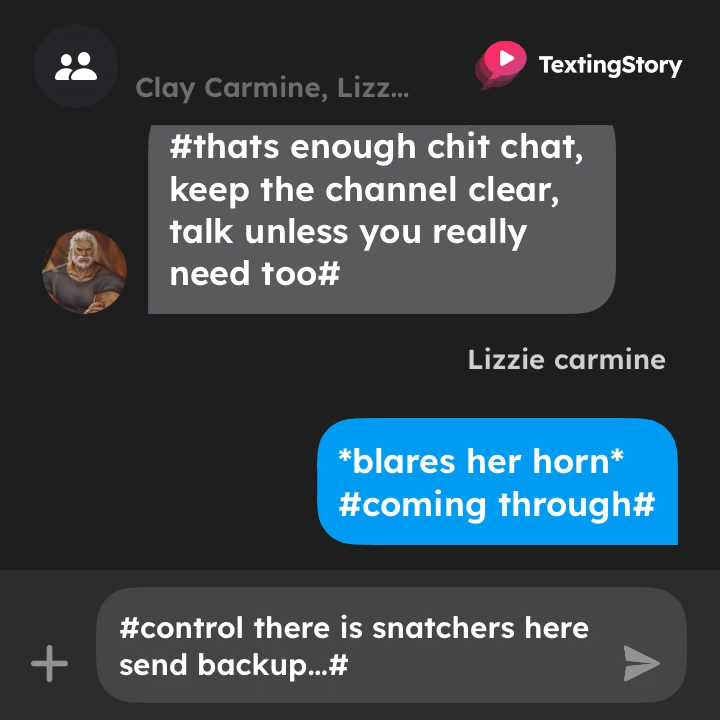 Clay Carmine, Lizz...
TextingStory
#thats enough chit chat,
keep the channel clear,
talk unless you really
need too#
Lizzie carmine
*blares her horn*
#coming through#
#control there is snatchers here
send backup...#